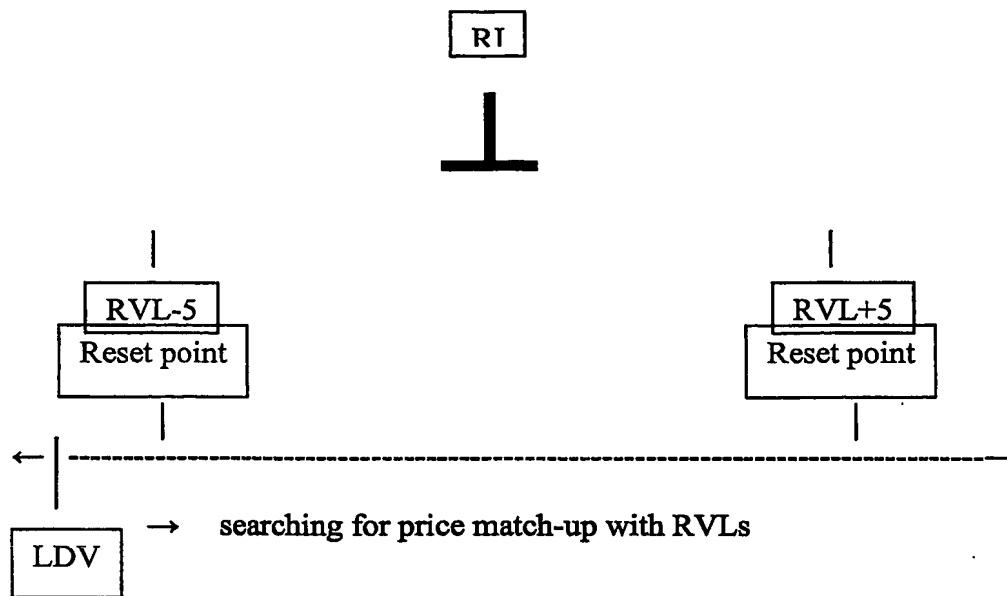 RI
RVL-5
RVL+5
Reset point
Reset point
← 
LDV
→ searching for price match-up with RVLs